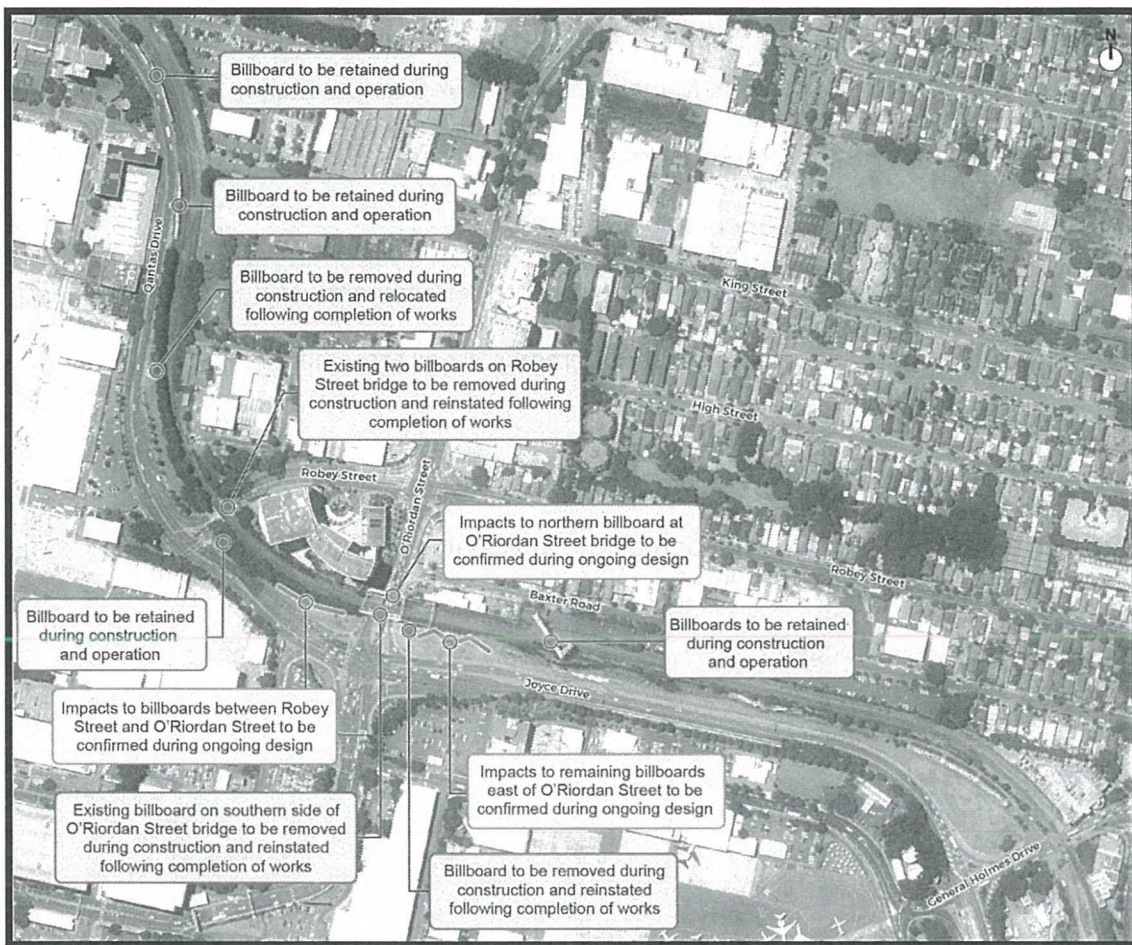 N
Billboard to be retained during
construction and operation
Billboard to be retained during
construction and operation
Qantas Drive
Billboard to be removed during
construction and relocated
following completion of works
King Street
Existing two billboards on Robey
Street bridge to be removed during
construction and reinstated following
completion of works
High Street
Robey Street
O'Riordan Street
Impacts to northern billboard at
O'Riordan Street bridge to be
confirmed during ongoing design
Robey Street
Baxter Road
Billboard to be retained
during construction
and operation
Billboards to be retained
during construction
and operation
Joyce Drive
Impacts to billboards between Robey
Street and O'Riordan Street to be
confirmed during ongoing design
Impacts to remaining billboards
east of O'Riordan Street to be
confirmed during ongoing design
Existing billboard on southern side of
O'Riordan Street bridge to be removed
during construction and reinstated
following completion of works
Billboard to be removed during
construction and reinstated
following completion of works
General Holmes Drive